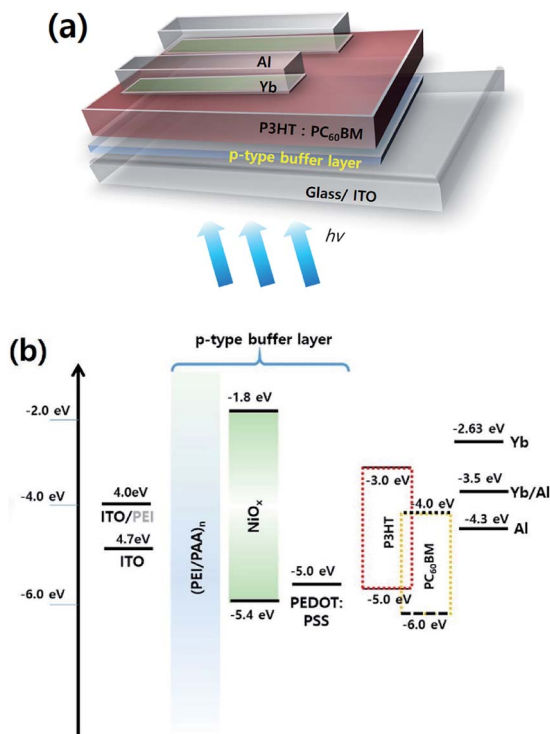 (a)
Al
Yb
P3HT : PC₆₀BM
p-type buffer layer
Glass/ ITO
hv
(b)
p-type buffer layer
-2.0 eV
-4.0 eV
-6.0 eV
4.0eV
ITO/PEI
4.7eV
ITO
(PEI/PAA)ₙ
-1.8 eV
NiOₓ
-5.4 eV
-5.0 eV
PEDOT:
PSS
-3.0 eV
P3HT
-5.0 eV
-4.0 eV
PC₆₀BM
-6.0 eV
-2.63 eV
Yb
-3.5 eV
Yb/Al
-4.3 eV
Al